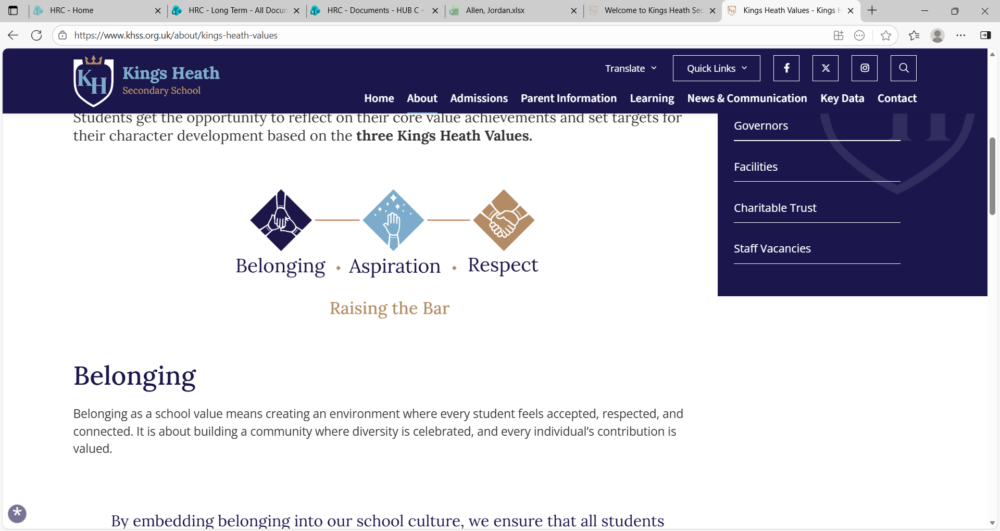 HRC - Home
HRC - Long Term - All Docun
HRC - Documents - HUB C -
Allen, Jordan.xlsx
Welcome to Kings Heath Sec
Kings Heath Values - Kings H
https://www.khss.org.uk/about/kings-heath-values
KH
Kings Heath
Secondary School
Translate
Quick Links
Home About Admissions Parent Information Learning News & Communication Key Data Contact
Students get the opportunity to reflect on their core value achievements and set targets for
their character development based on the three Kings Heath Values.
Governors
Facilities
Charitable Trust
Staff Vacancies
Belonging · Aspiration · Respect
Raising the Bar
Belonging
Belonging as a school value means creating an environment where every student feels accepted, respected, and
connected. It is about building a community where diversity is celebrated, and every individual’s contribution is
valued.
By embedding belonging into our school culture, we ensure that all students